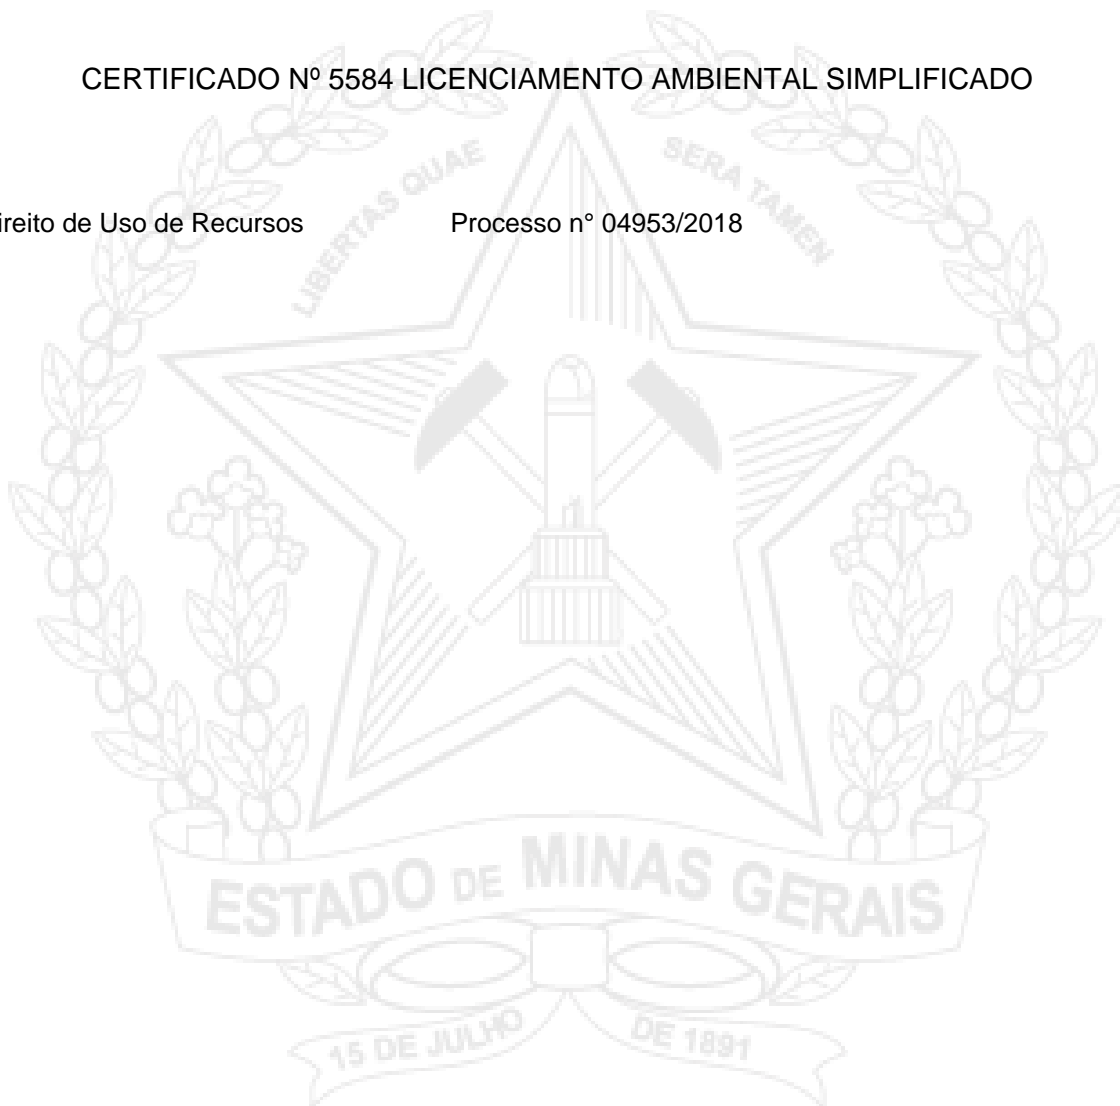 CERTIFICADO Nº 5584 LICENCIAMENTO AMBIENTAL SIMPLIFICADO
LIBERTAS QUAE SERA TAMEN
ireito de Uso de Recursos Processo n° 04953/2018
ESTADO DE MINAS GERAIS
15 DE JULHO DE 1891